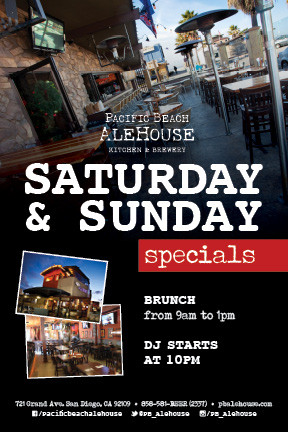 Pacific Beach
AleHouse
Kitchen & Brewery
SATURDAY
& SUNDAY
specials
BRUNCH
from 9am to 1pm
DJ STARTS
AT 10PM
721 Grand Ave. San Diego, CA 92109 • 858-581-BEER (2337) • pbalehouse.com
/pacificbeachalehouse @PB_Alehouse /PB_Alehouse